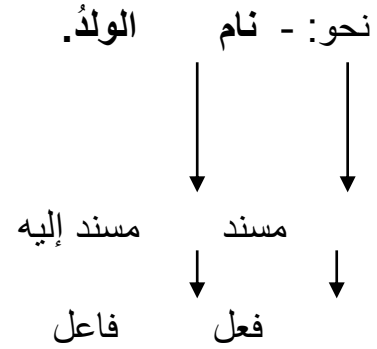 نحو: - نام الولدُ.
مسند مسند إليه
فعل فاعل